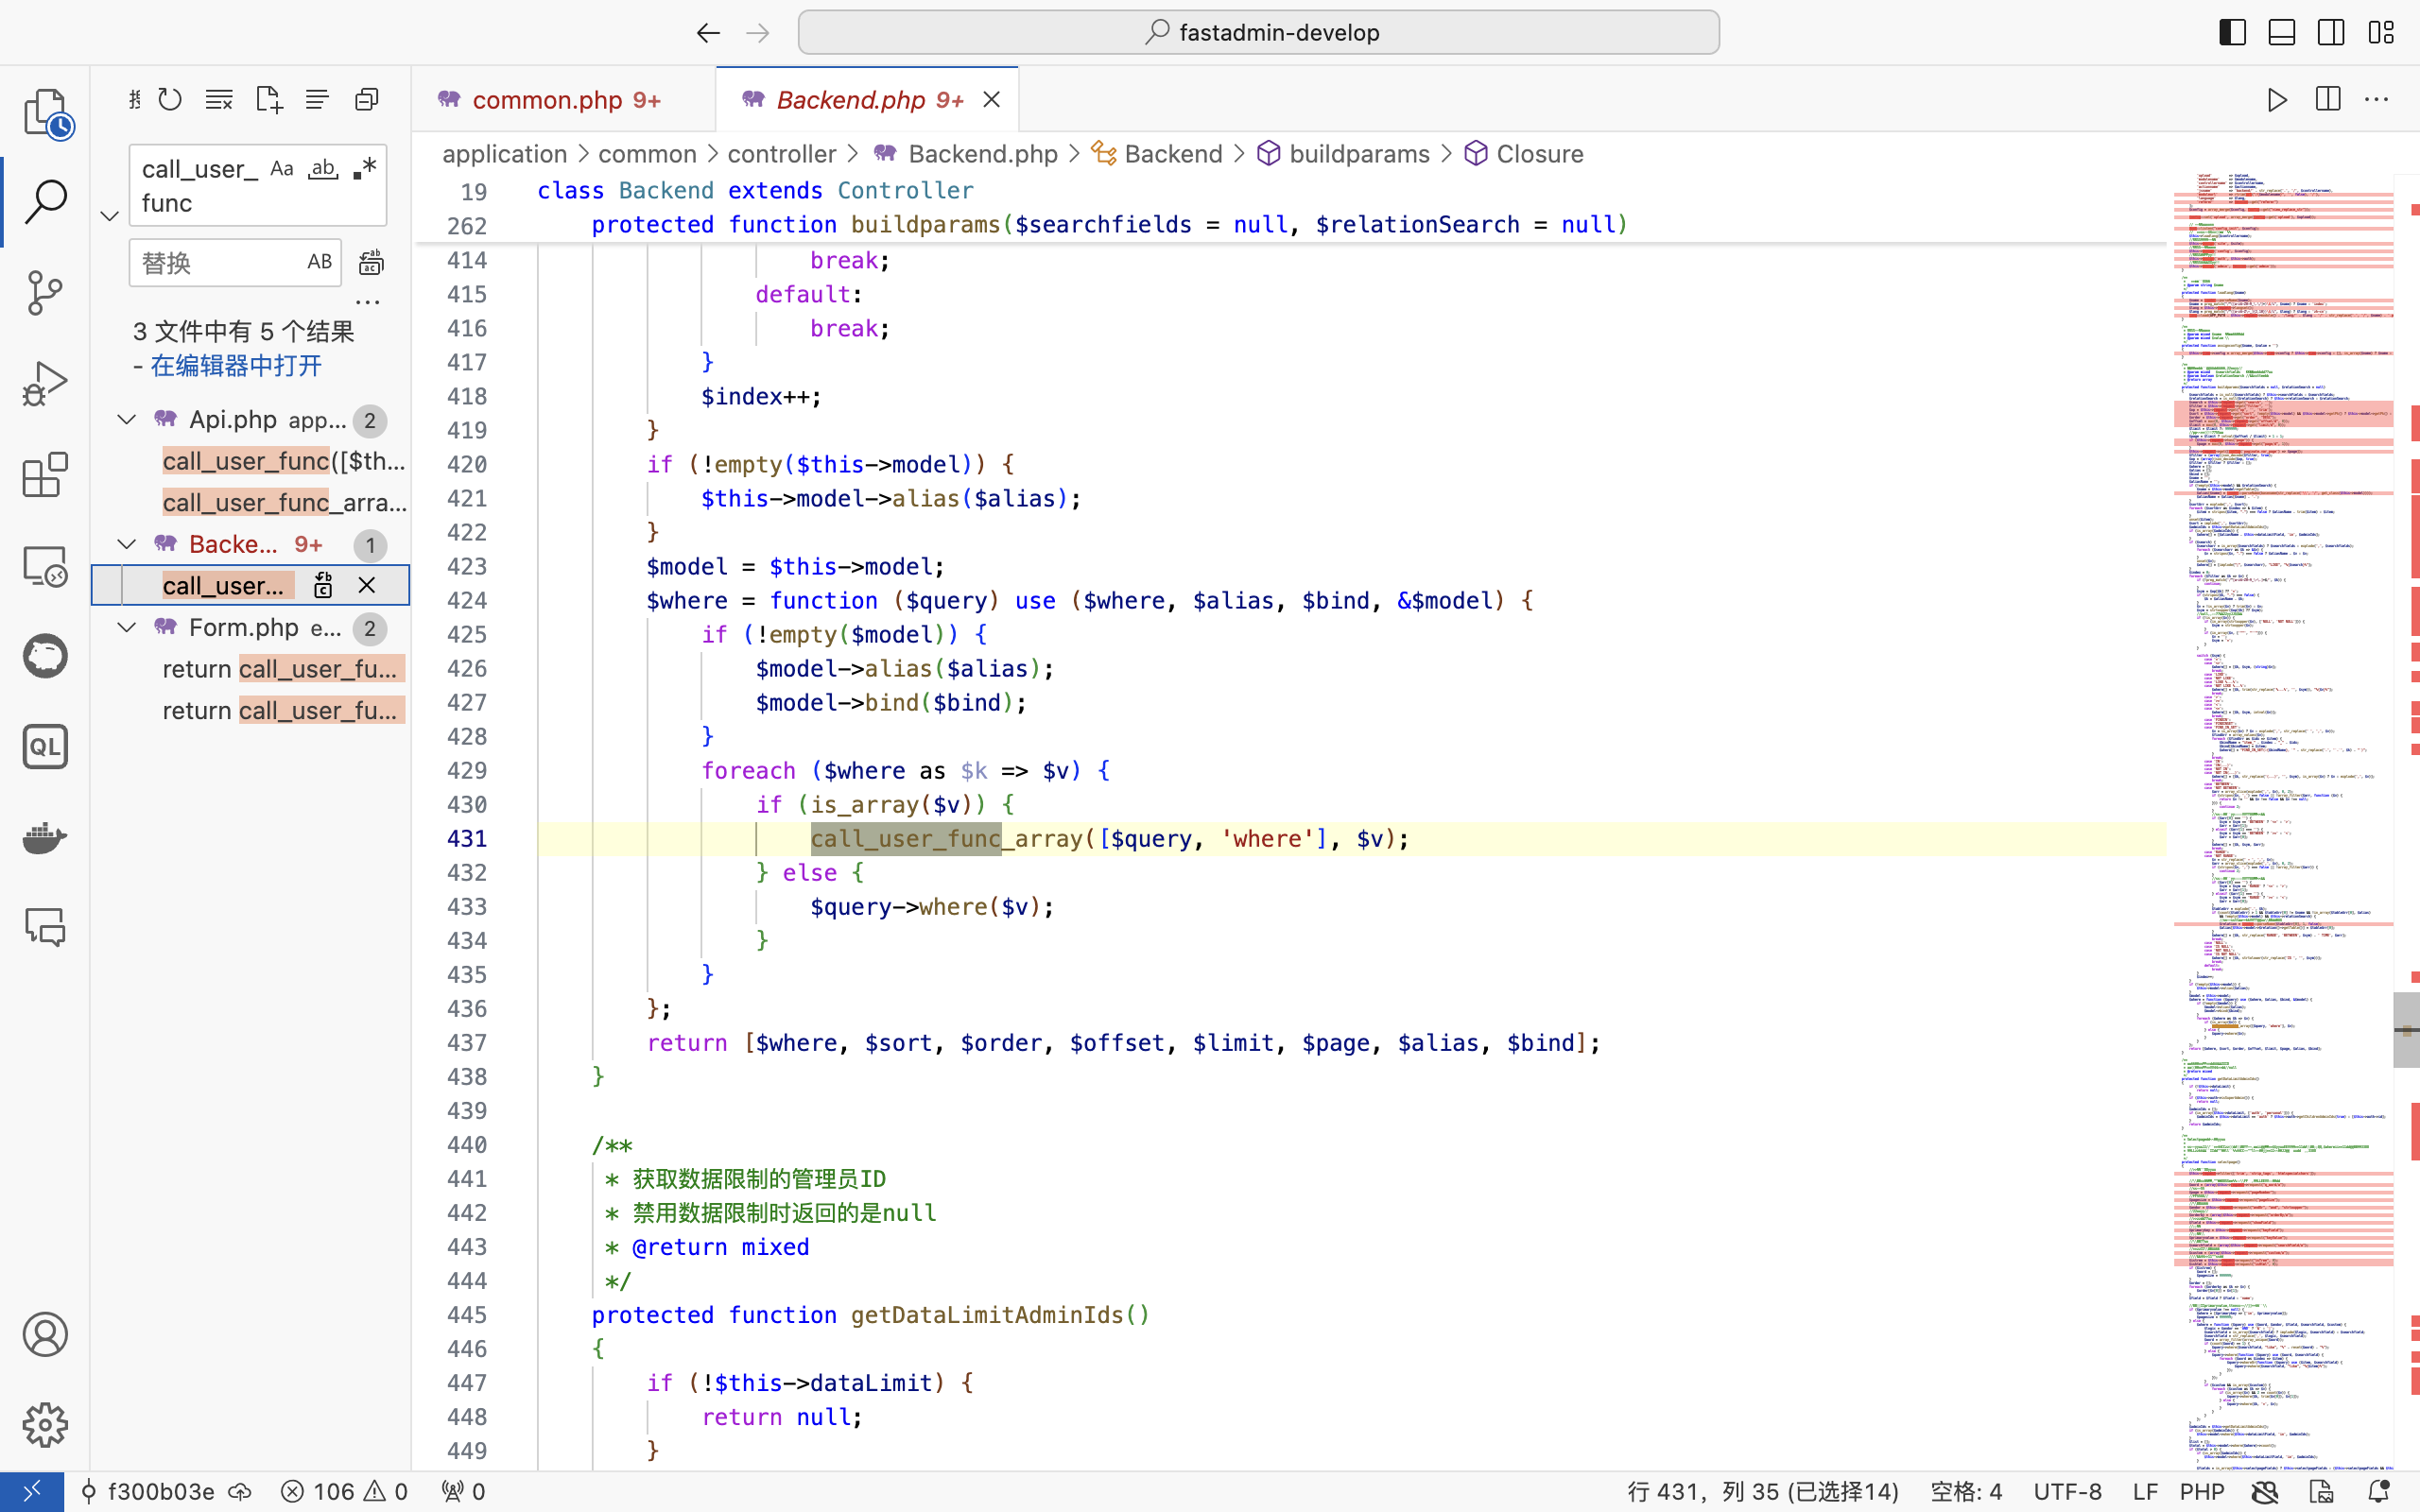 fastadmin-develop
common.php 9+
Backend.php 9+
call_user_
func
Aa ab
替换
AB
3 文件中有 5 个结果
- 在编辑器中打开
Api.php app... 2
call_user_func([$th...
call_user_func_arra...
Backe... 9+ 1
call_user...
Form.php e... 2
return call_user_fu...
return call_user_fu...
QL
application > common > controller > Backend.php > Backend > buildparams > Closure
19 class Backend extends Controller
262 protected function buildparams($searchfields = null, $relationSearch = null)
414 break;
415 default:
416 break;
417 }
418 $index++;
419 }
420 if (!empty($this->model)) {
421 $this->model->alias($alias);
422 }
423 $model = $this->model;
424 $where = function ($query) use ($where, $alias, $bind, &$model) {
425 if (!empty($model)) {
426 $model->alias($alias);
427 $model->bind($bind);
428 }
429 foreach ($where as $k => $v) {
430 if (is_array($v)) {
431 call_user_func_array([$query, 'where'], $v);
432 } else {
433 $query->where($v);
434 }
435 }
436 };
437 return [$where, $sort, $order, $offset, $limit, $page, $alias, $bind];
438 }
439
440 /**
441 * 获取数据限制的管理员ID
442 * 禁用数据限制时返回的是null
443 * @return mixed
444 */
445 protected function getDataLimitAdminIds()
446 {
447 if (!$this->dataLimit) {
448 return null;
449 }
f300b03e 106 0 0 行 431，列 35 (已选择14) 空格: 4 UTF-8 LF PHP